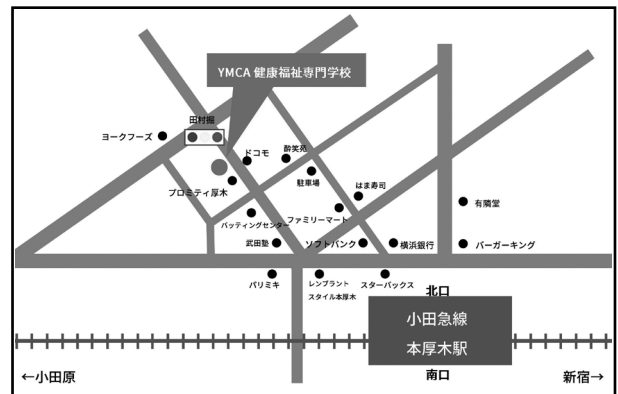 YMCA 健康福祉専門学校
田村堀
ヨークフーズ
ドコモ
酔笑苑
駐車場
プロミティ厚木
はま寿司
有隣堂
バッティングセンター
ファミリーマート
武田塾
ソフトバンク
横浜銀行
バーガーキング
パリミキ
レンブラント
スタイル本厚木
スターバックス
北口
小田急線
本厚木駅
←小田原
南口
新宿→